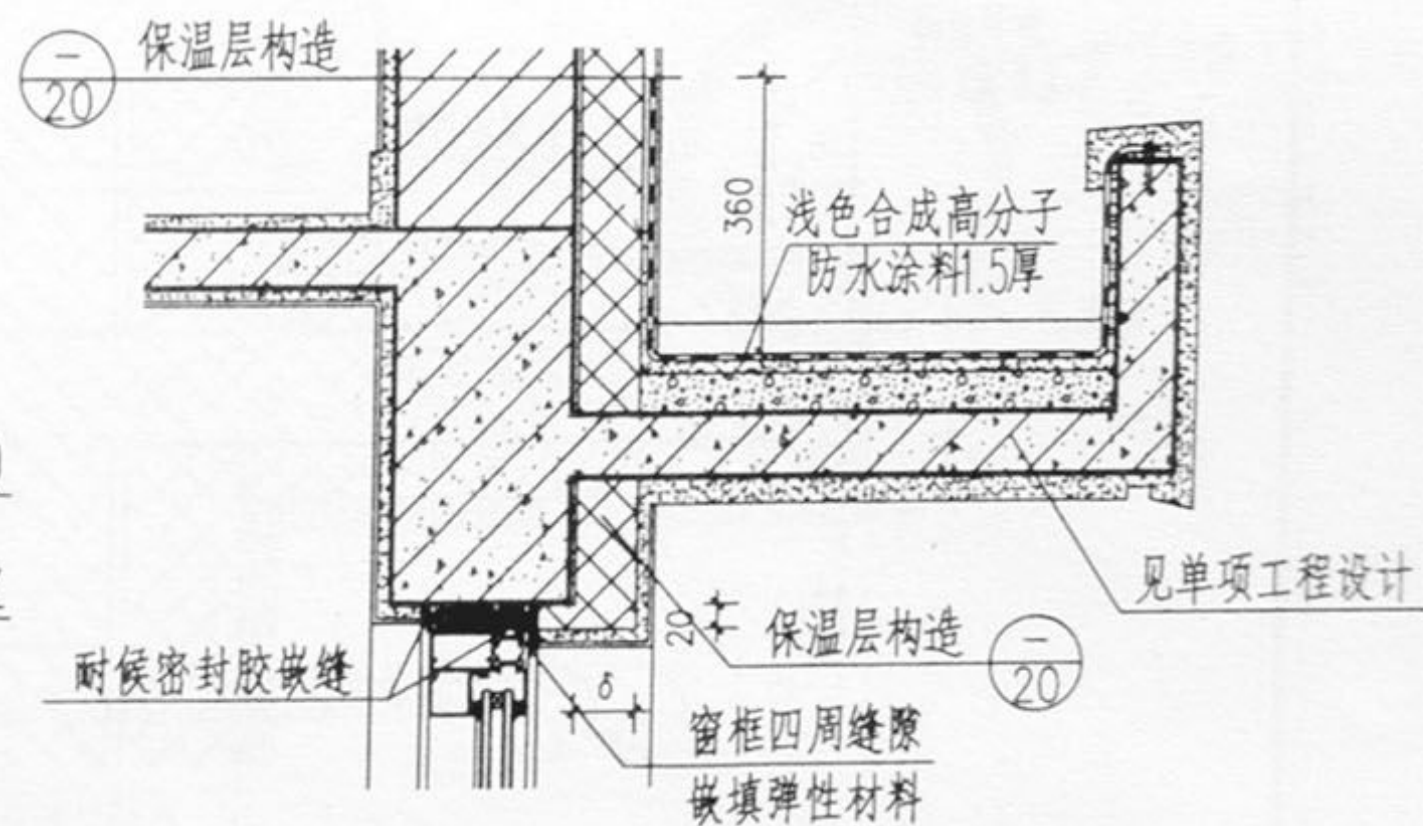 一
20
保温层构造
360
浅色合成高分子
防水涂料1.5厚
见单项工程设计
20
保温层构造
一
20
耐候密封胶嵌缝
δ
窗框四周缝隙
嵌填弹性材料